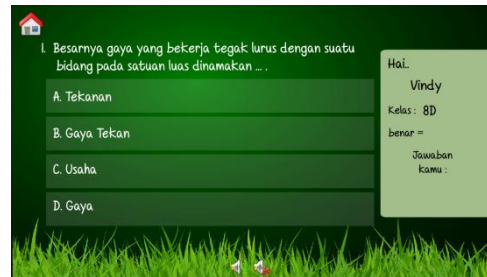 1. Besarnya gaya yang bekerja tegak lurus dengan suatu
bidang pada satuan luas dinamakan ... .
A. Tekanan
B. Gaya Tekan
C. Usaha
D. Gaya
Hai..
Vindy
Kelas : 8D
benar =
Jawaban
kamu :